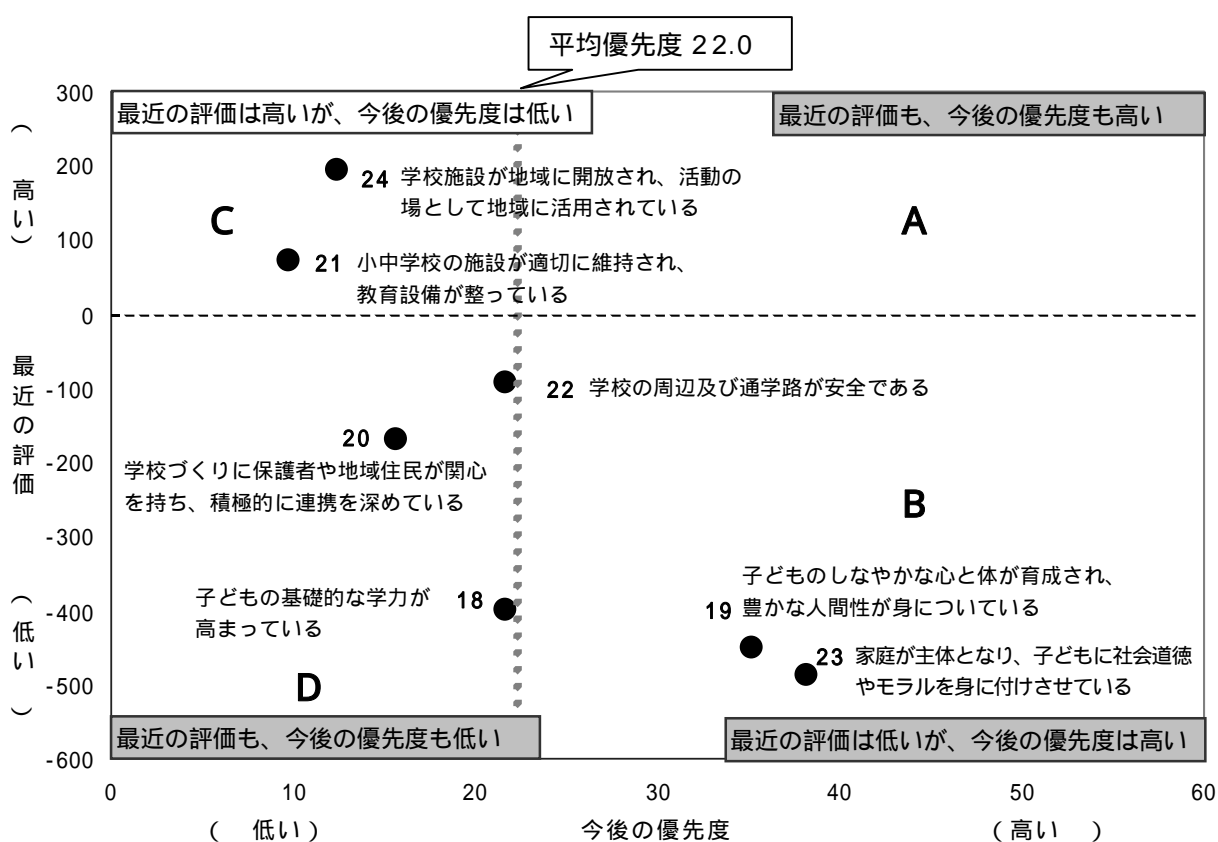 平均優先度 22.0
最近の評価は高いが、今後の優先度は低い
最近の評価も、今後の優先度も高い
300
200
100
0
-100
-200
-300
-400
-500
-600
（高い）
最近の評価
（低い）
24 学校施設が地域に開放され、活動の
場として地域に活用されている
C
A
21 小中学校の施設が適切に維持され、
教育設備が整っている
22 学校の周辺及び通学路が安全である
20
学校づくりに保護者や地域住民が関心
を持ち、積極的に連携を深めている
B
子どもの基礎的な学力が
高まっている
18
子どものしなやかな心と体が育成され、
豊かな人間性が身についている
19
23 家庭が主体となり、子どもに社会道徳
やモラルを身に付けさせている
D
最近の評価も、今後の優先度も低い
最近の評価は低いが、今後の優先度は高い
0 10 20 30 40 50 60
（ 低い） 今後の優先度 （高い ）